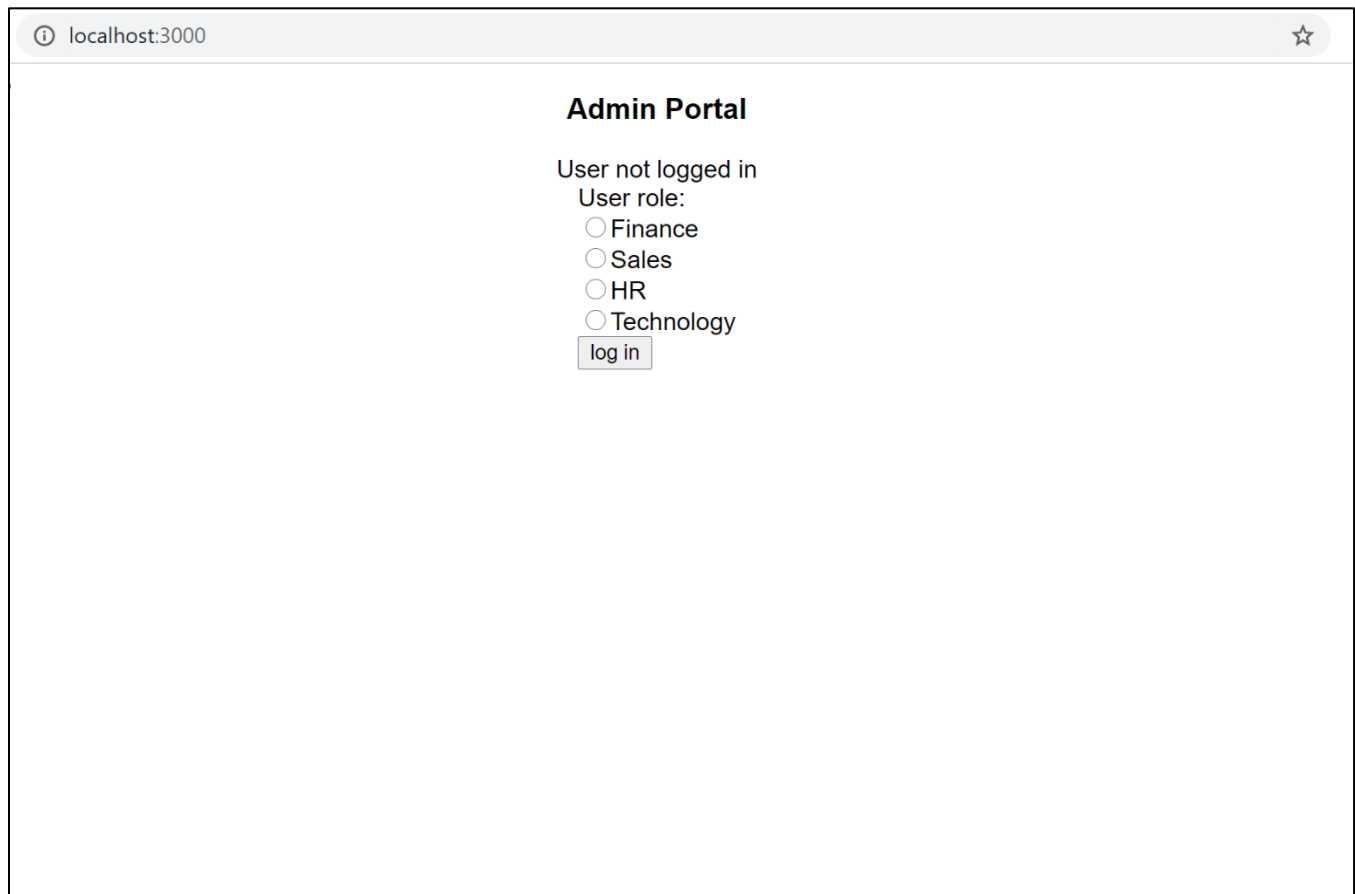 localhost:3000
Admin Portal
User not logged in
User role:
Finance
Sales
HR
Technology
log in